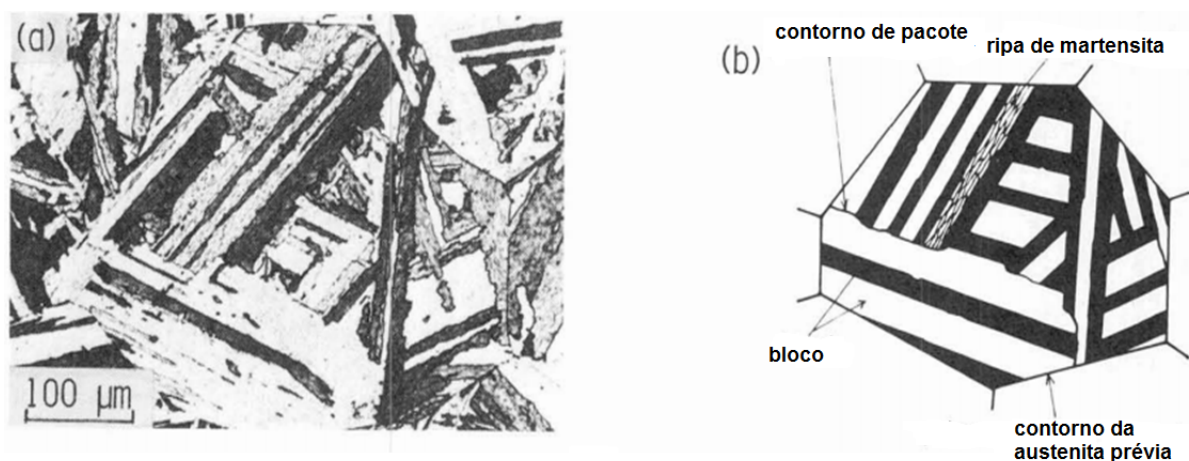 (a)
100 µm
(b)
contorno de pacote
ripa de martensita
bloco
contorno da
austenita prévia